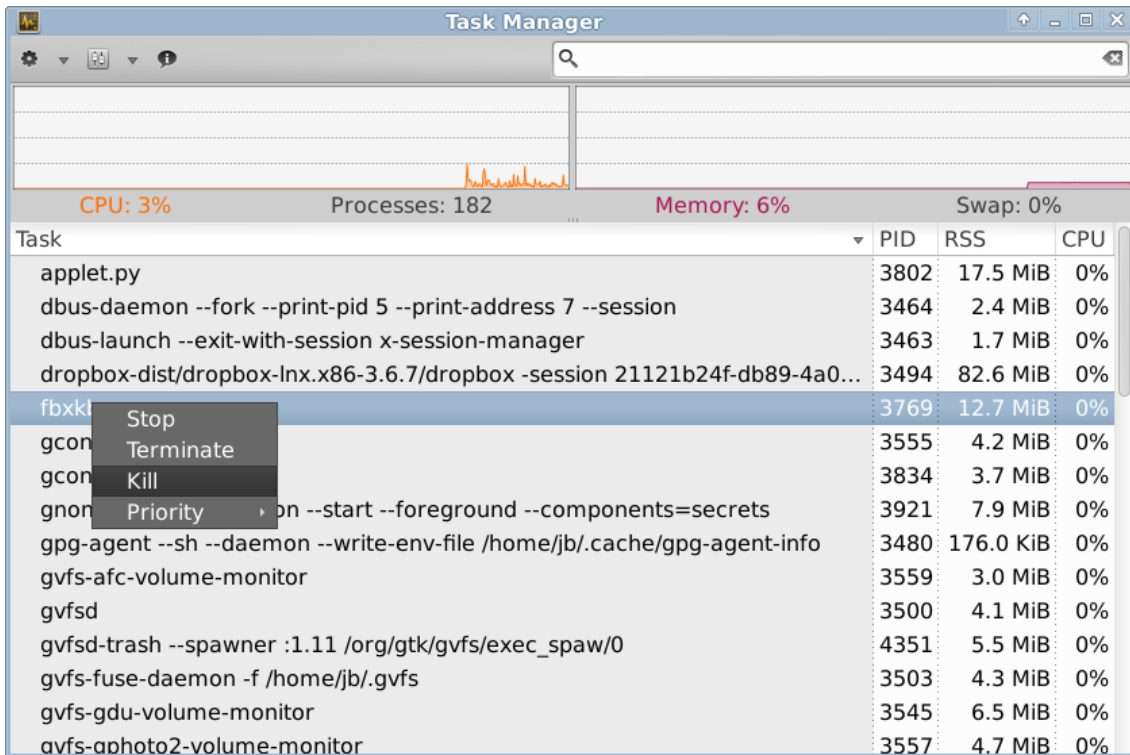 Task Manager
CPU: 3% Processes: 182 Memory: 6% Swap: 0%
Task PID RSS CPU
applet.py 3802 17.5 MiB 0%
dbus-daemon --fork --print-pid 5 --print-address 7 --session 3464 2.4 MiB 0%
dbus-launch --exit-with-session x-session-manager 3463 1.7 MiB 0%
dropbox-dist/dropbox-lnx.x86-3.6.7/dropbox -session 21121b24f-db89-4a0... 3494 82.6 MiB 0%
3769 12.7 MiB 0%
Stop
Terminate
Kill
Priority
gcon 3555 4.2 MiB 0%
gcon 3834 3.7 MiB 0%
--start --foreground --components=secrets 3921 7.9 MiB 0%
gpg-agent --sh --daemon --write-env-file /home/jb/.cache/gpg-agent-info 3480 176.0 KiB 0%
gvfs-afc-volume-monitor 3559 3.0 MiB 0%
gvfsd 3500 4.1 MiB 0%
gvfsd-trash --spawner :1.11 /org/gtk/gvfs/exec_spaw/0 4351 5.5 MiB 0%
gvfs-fuse-daemon -f /home/jb/.gvfs 3503 4.3 MiB 0%
gvfs-gdu-volume-monitor 3545 6.5 MiB 0%
gvfs-gphoto2-volume-monitor 3557 4.7 MiB 0%